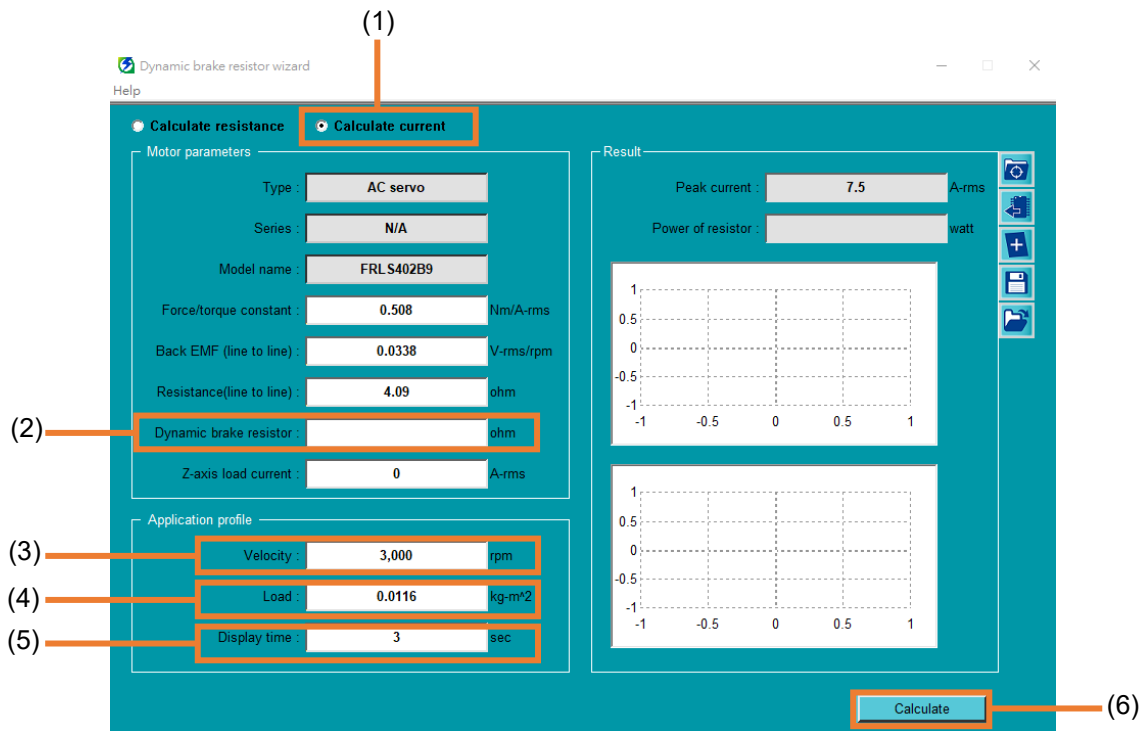 (1)
Dynamic brake resistor wizard
Help
Calculate resistance Calculate current
Motor parameters
Type : AC servo
Series : N/A
Model name : FRLS402B9
Force/torque constant : 0.508 Nm/A-rms
Back EMF (line to line) : 0.0338 V-rms/rpm
Resistance(line to line) : 4.09 ohm
(2) Dynamic brake resistor : ohm
Z-axis load current : 0 A-rms
Application profile
(3) Velocity : 3,000 rpm
(4) Load : 0.0116 kg-m^2
(5) Display time : 3 sec
Result
Peak current : 7.5 A-rms
Power of resistor : watt
1
0.5
0
-0.5
-1
-1 -0.5 0 0.5 1
1
0.5
0
-0.5
-1
-1 -0.5 0 0.5 1
Calculate (6)